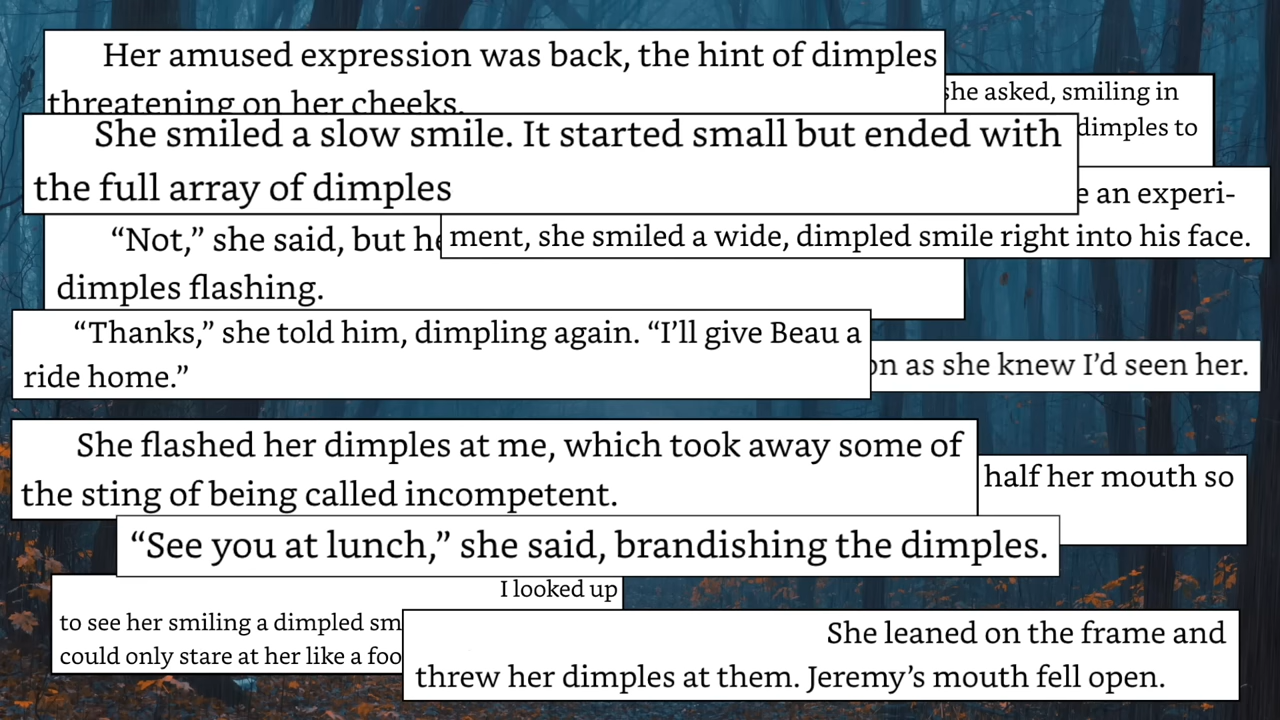 Her amused expression was back, the hint of dimples
threatening on her cheeks.
she asked, smiling in
dimples to
She smiled a slow smile. It started small but ended with
the full array of dimples
e an experi-
ment, she smiled a wide, dimpled smile right into his face.
“Not,” she said, but he
dimples flashing.
“Thanks,” she told him, dimpling again. “I’ll give Beau a
ride home.”
on as she knew I’d seen her.
She flashed her dimples at me, which took away some of
the sting of being called incompetent.
half her mouth so
“See you at lunch,” she said, brandishing the dimples.
I looked up
to see her smiling a dimpled sm
could only stare at her like a foo
She leaned on the frame and
threw her dimples at them. Jeremy’s mouth fell open.